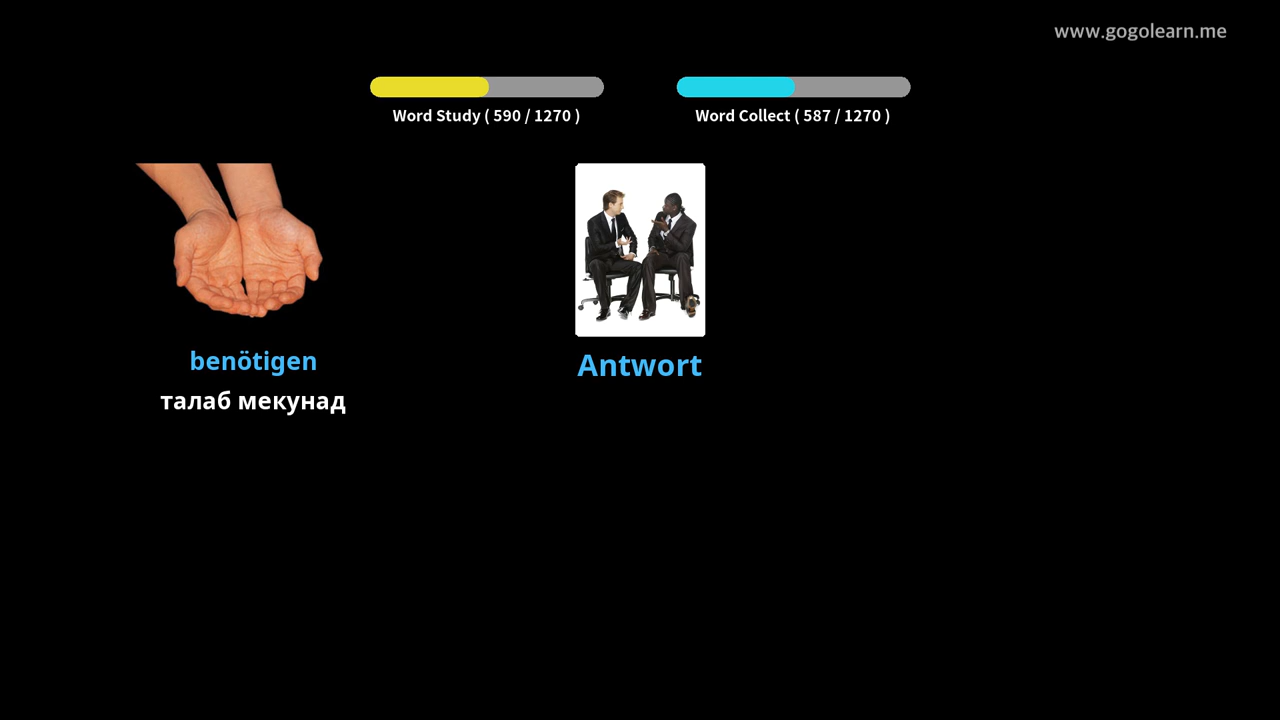 www.gogolearn.me
Word Study ( 590 / 1270 )
Word Collect ( 587 / 1270 )
benötigen
талаб мекунад
Antwort